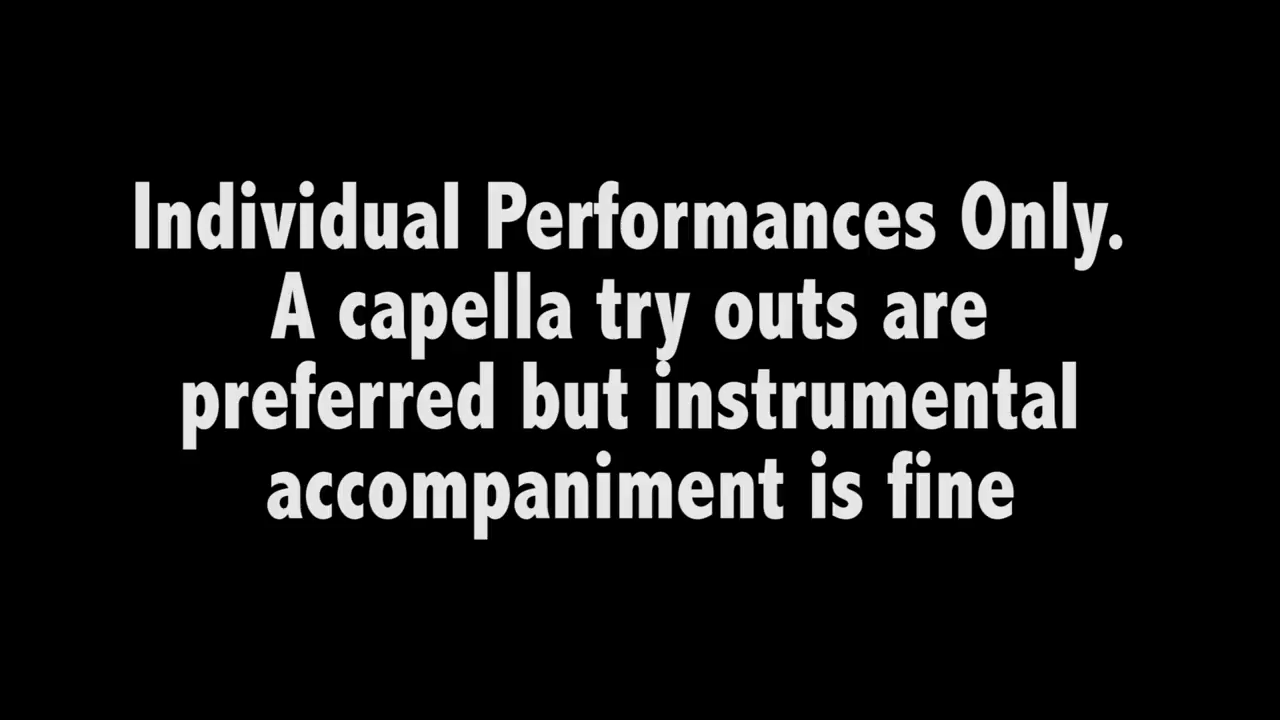 Individual Performances Only.
A capella try outs are
preferred but instrumental
accompaniment is fine